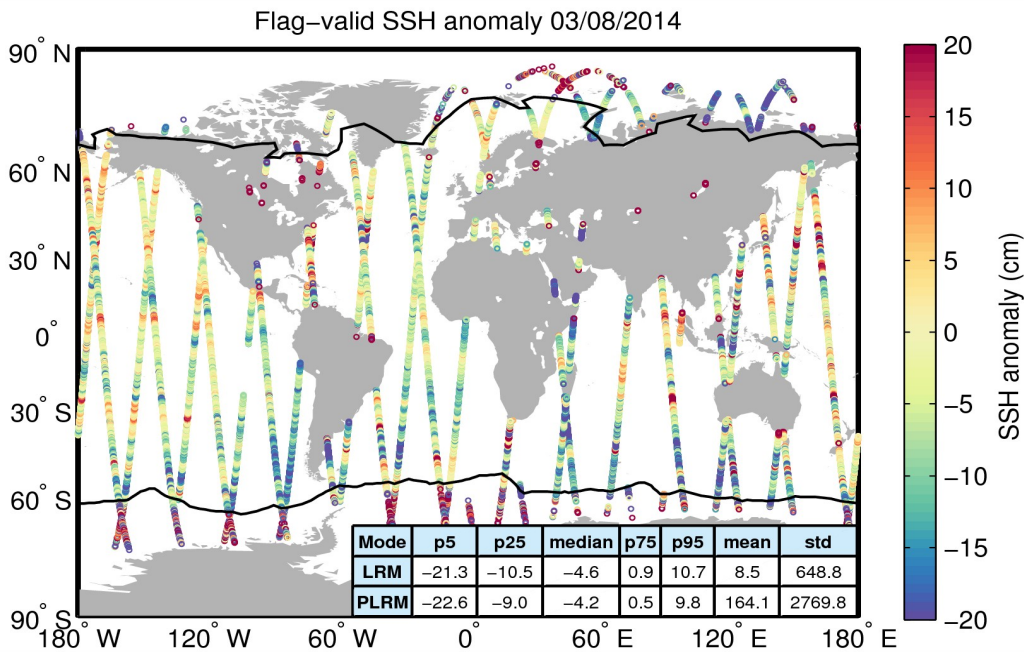 Flag−valid SSH anomaly 03/08/2014
90° N
60° N
30° N
0°
30° S
60° S
90° S
180° W 120° W 60° W 0° 60° E 120° E 180° E
Mode p5 p25 median p75 p95 mean std
LRM −21.3 −10.5 −4.6 0.9 10.7 8.5 648.8
PLRM −22.6 −9.0 −4.2 0.5 9.8 164.1 2769.8
20
15
10
5
0
−5
−10
−15
−20
SSH anomaly (cm)